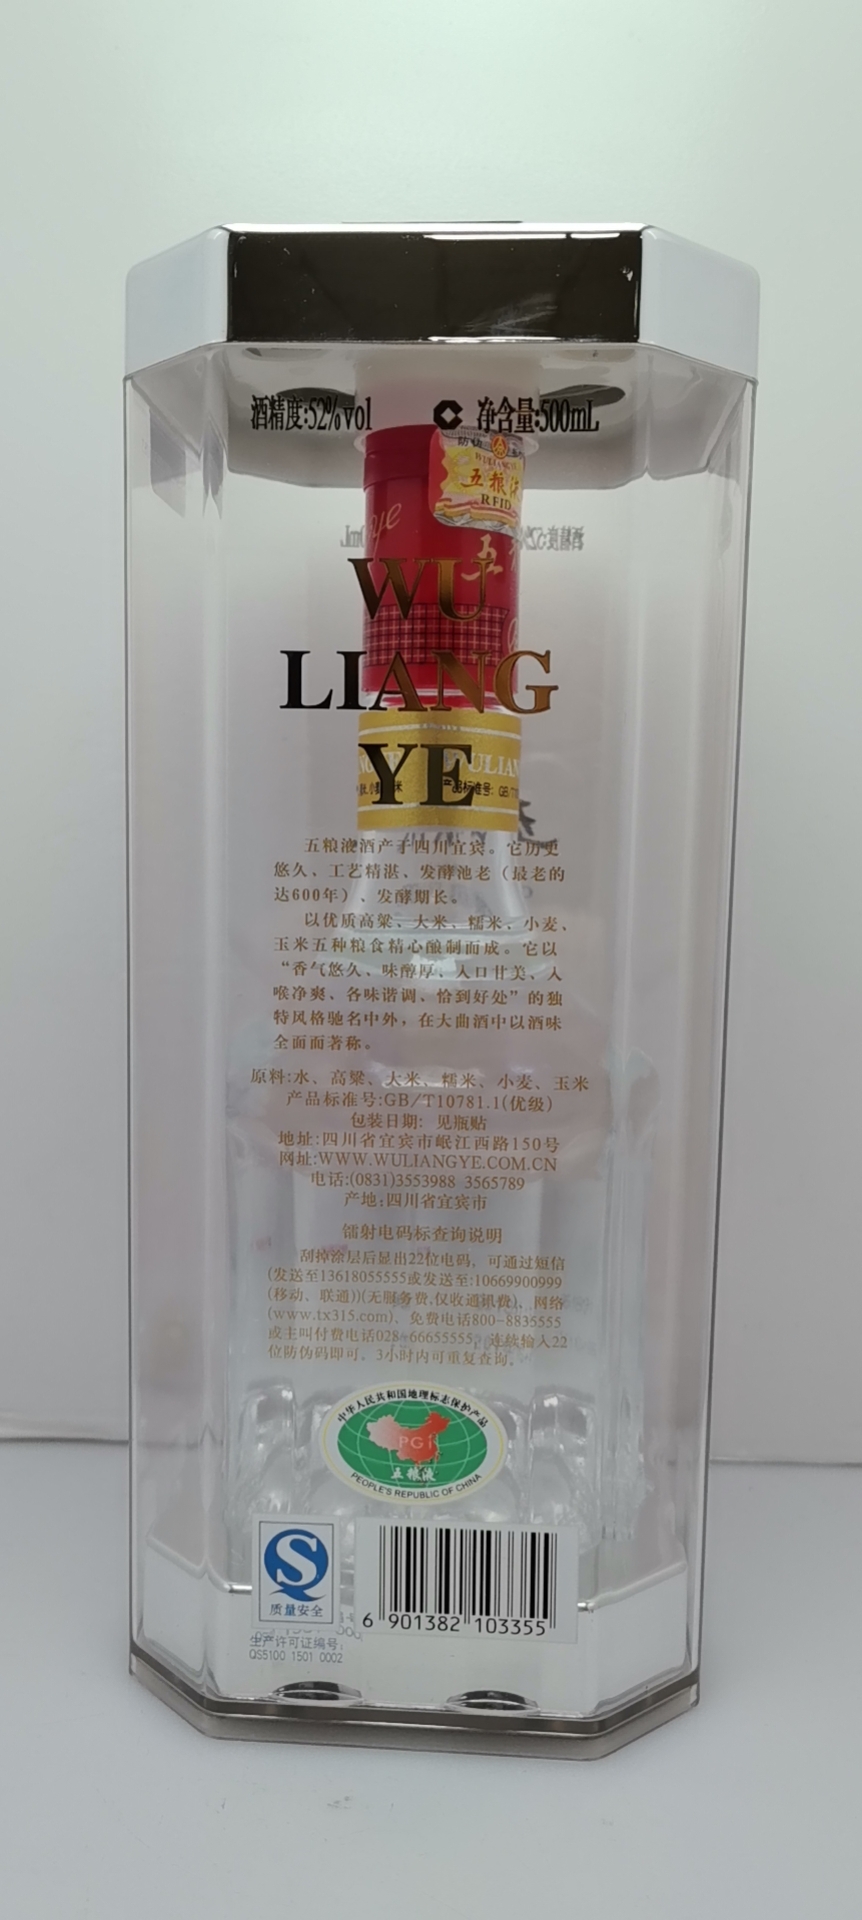 酒精度:52%vol 净含量:500mL
WULIANGYE
五粮液
RFID
WU
LIANG
YE
产品标准号: GB/T
五粮液酒产于四川宜宾。它历史
悠久、工艺精湛、发酵池老（最老的
达600年）、发酵期长。
以优质高粱、大米、糯米、小麦、
玉米五种粮食精心酿制而成。它以
“香气悠久、味醇厚、入口甘美、入
喉净爽、各味谐调、恰到好处”的独
特风格驰名中外，在大曲酒中以酒味
全面而著称。
原料:水、高粱、大米、糯米、小麦、玉米
产品标准号:GB/T10781.1(优级)
包装日期: 见瓶贴
地址:四川省宜宾市岷江西路150号
网址:WWW.WULIANGYE.COM.CN
电话:(0831)3553988 3565789
产地:四川省宜宾市
镭射电码标查询说明
刮掉涂层后显出22位电码，可通过短信
(发送至13618055555或发送至:10669900999
(移动、联通))(无服务费,仅收通讯费)、网络
(www.tx315.com)、免费电话800-8835555
或主叫付费电话028-66655555，连续输入22
位防伪码即可。3小时内可重复查询。
中华人民共和国地理标志保护产品
PGI
五粮液
PEOPLE'S REPUBLIC OF CHINA
质量安全
6 901382 103355
生产许可证编号:
QS5100 1501 0002